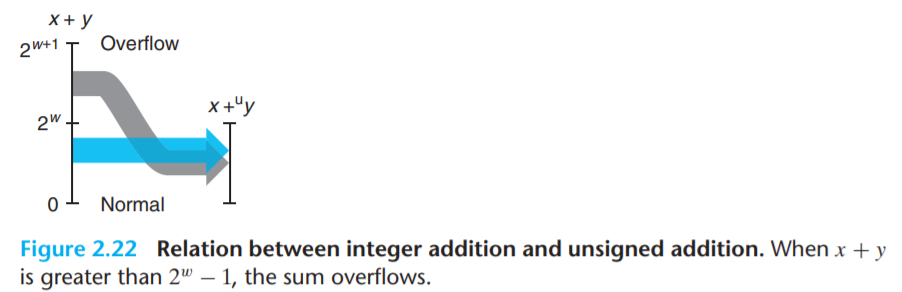 x + y
2^{w+1} Overflow
x +^u y
2^w
0 Normal
Figure 2.22 Relation between integer addition and unsigned addition. When x + y
is greater than 2^w − 1, the sum overflows.